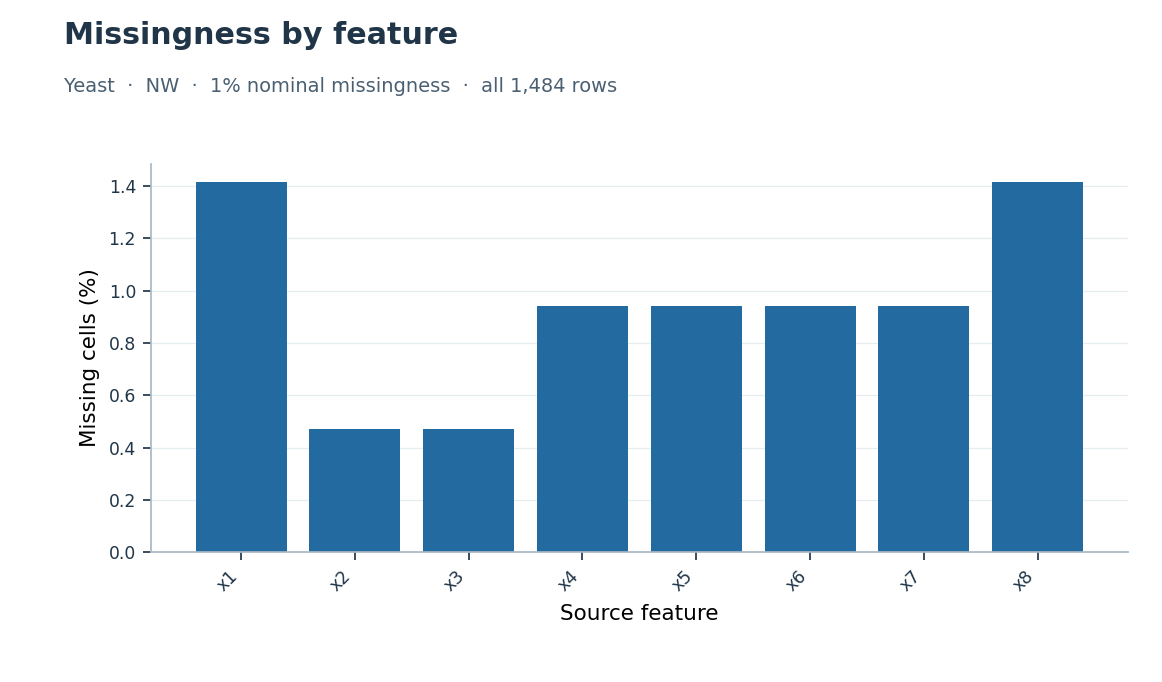 Missingness by feature
Yeast · NW · 1% nominal missingness · all 1,484 rows
Missing cells (%)
1.4
1.2
1.0
0.8
0.6
0.4
0.2
0.0
x1 x2 x3 x4 x5 x6 x7 x8
Source feature